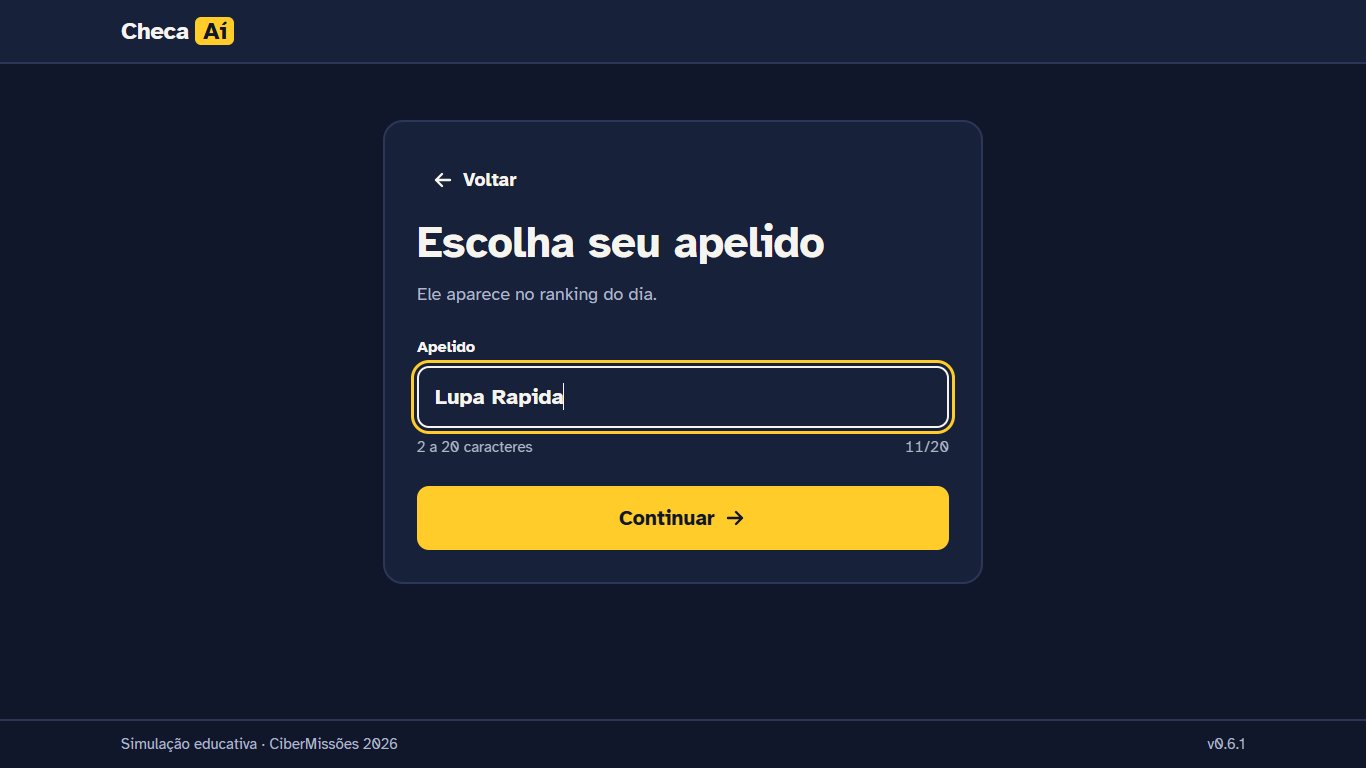 Checa Aí
← Voltar
Escolha seu apelido
Ele aparece no ranking do dia.
Apelido
Lupa Rapida
2 a 20 caracteres 11/20
Continuar →
Simulação educativa · CiberMissões 2026 v0.6.1